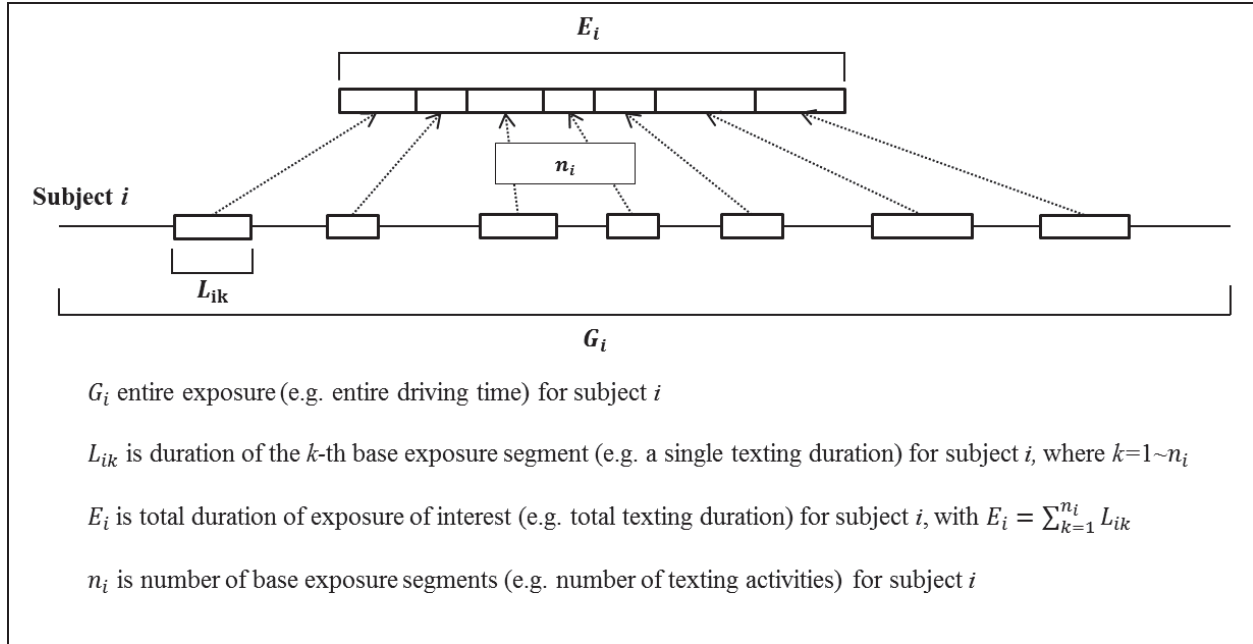 E_i
n_i
Subject i
L_ik
G_i
G_i entire exposure (e.g. entire driving time) for subject i
L_ik is duration of the k-th base exposure segment (e.g. a single texting duration) for subject i, where k=1~n_i
E_i is total duration of exposure of interest (e.g. total texting duration) for subject i, with E_i = ∑_{k=1}^{n_i} L_ik
n_i is number of base exposure segments (e.g. number of texting activities) for subject i